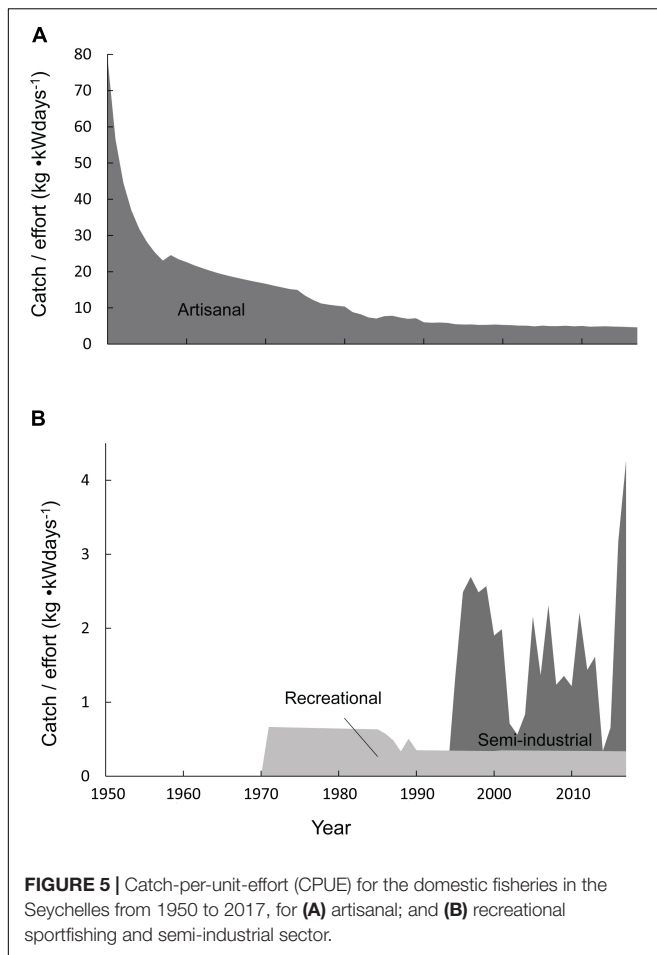 A
Catch / effort (kg •kWdays⁻¹)
80
70
60
50
40
30
20
10
0
Artisanal
B
Catch / effort (kg •kWdays⁻¹)
4
3
2
1
0
Recreational
Semi-industrial
1950 1960 1970 1980 1990 2000 2010
Year
FIGURE 5 | Catch-per-unit-effort (CPUE) for the domestic fisheries in the
Seychelles from 1950 to 2017, for (A) artisanal; and (B) recreational
sportfishing and semi-industrial sector.